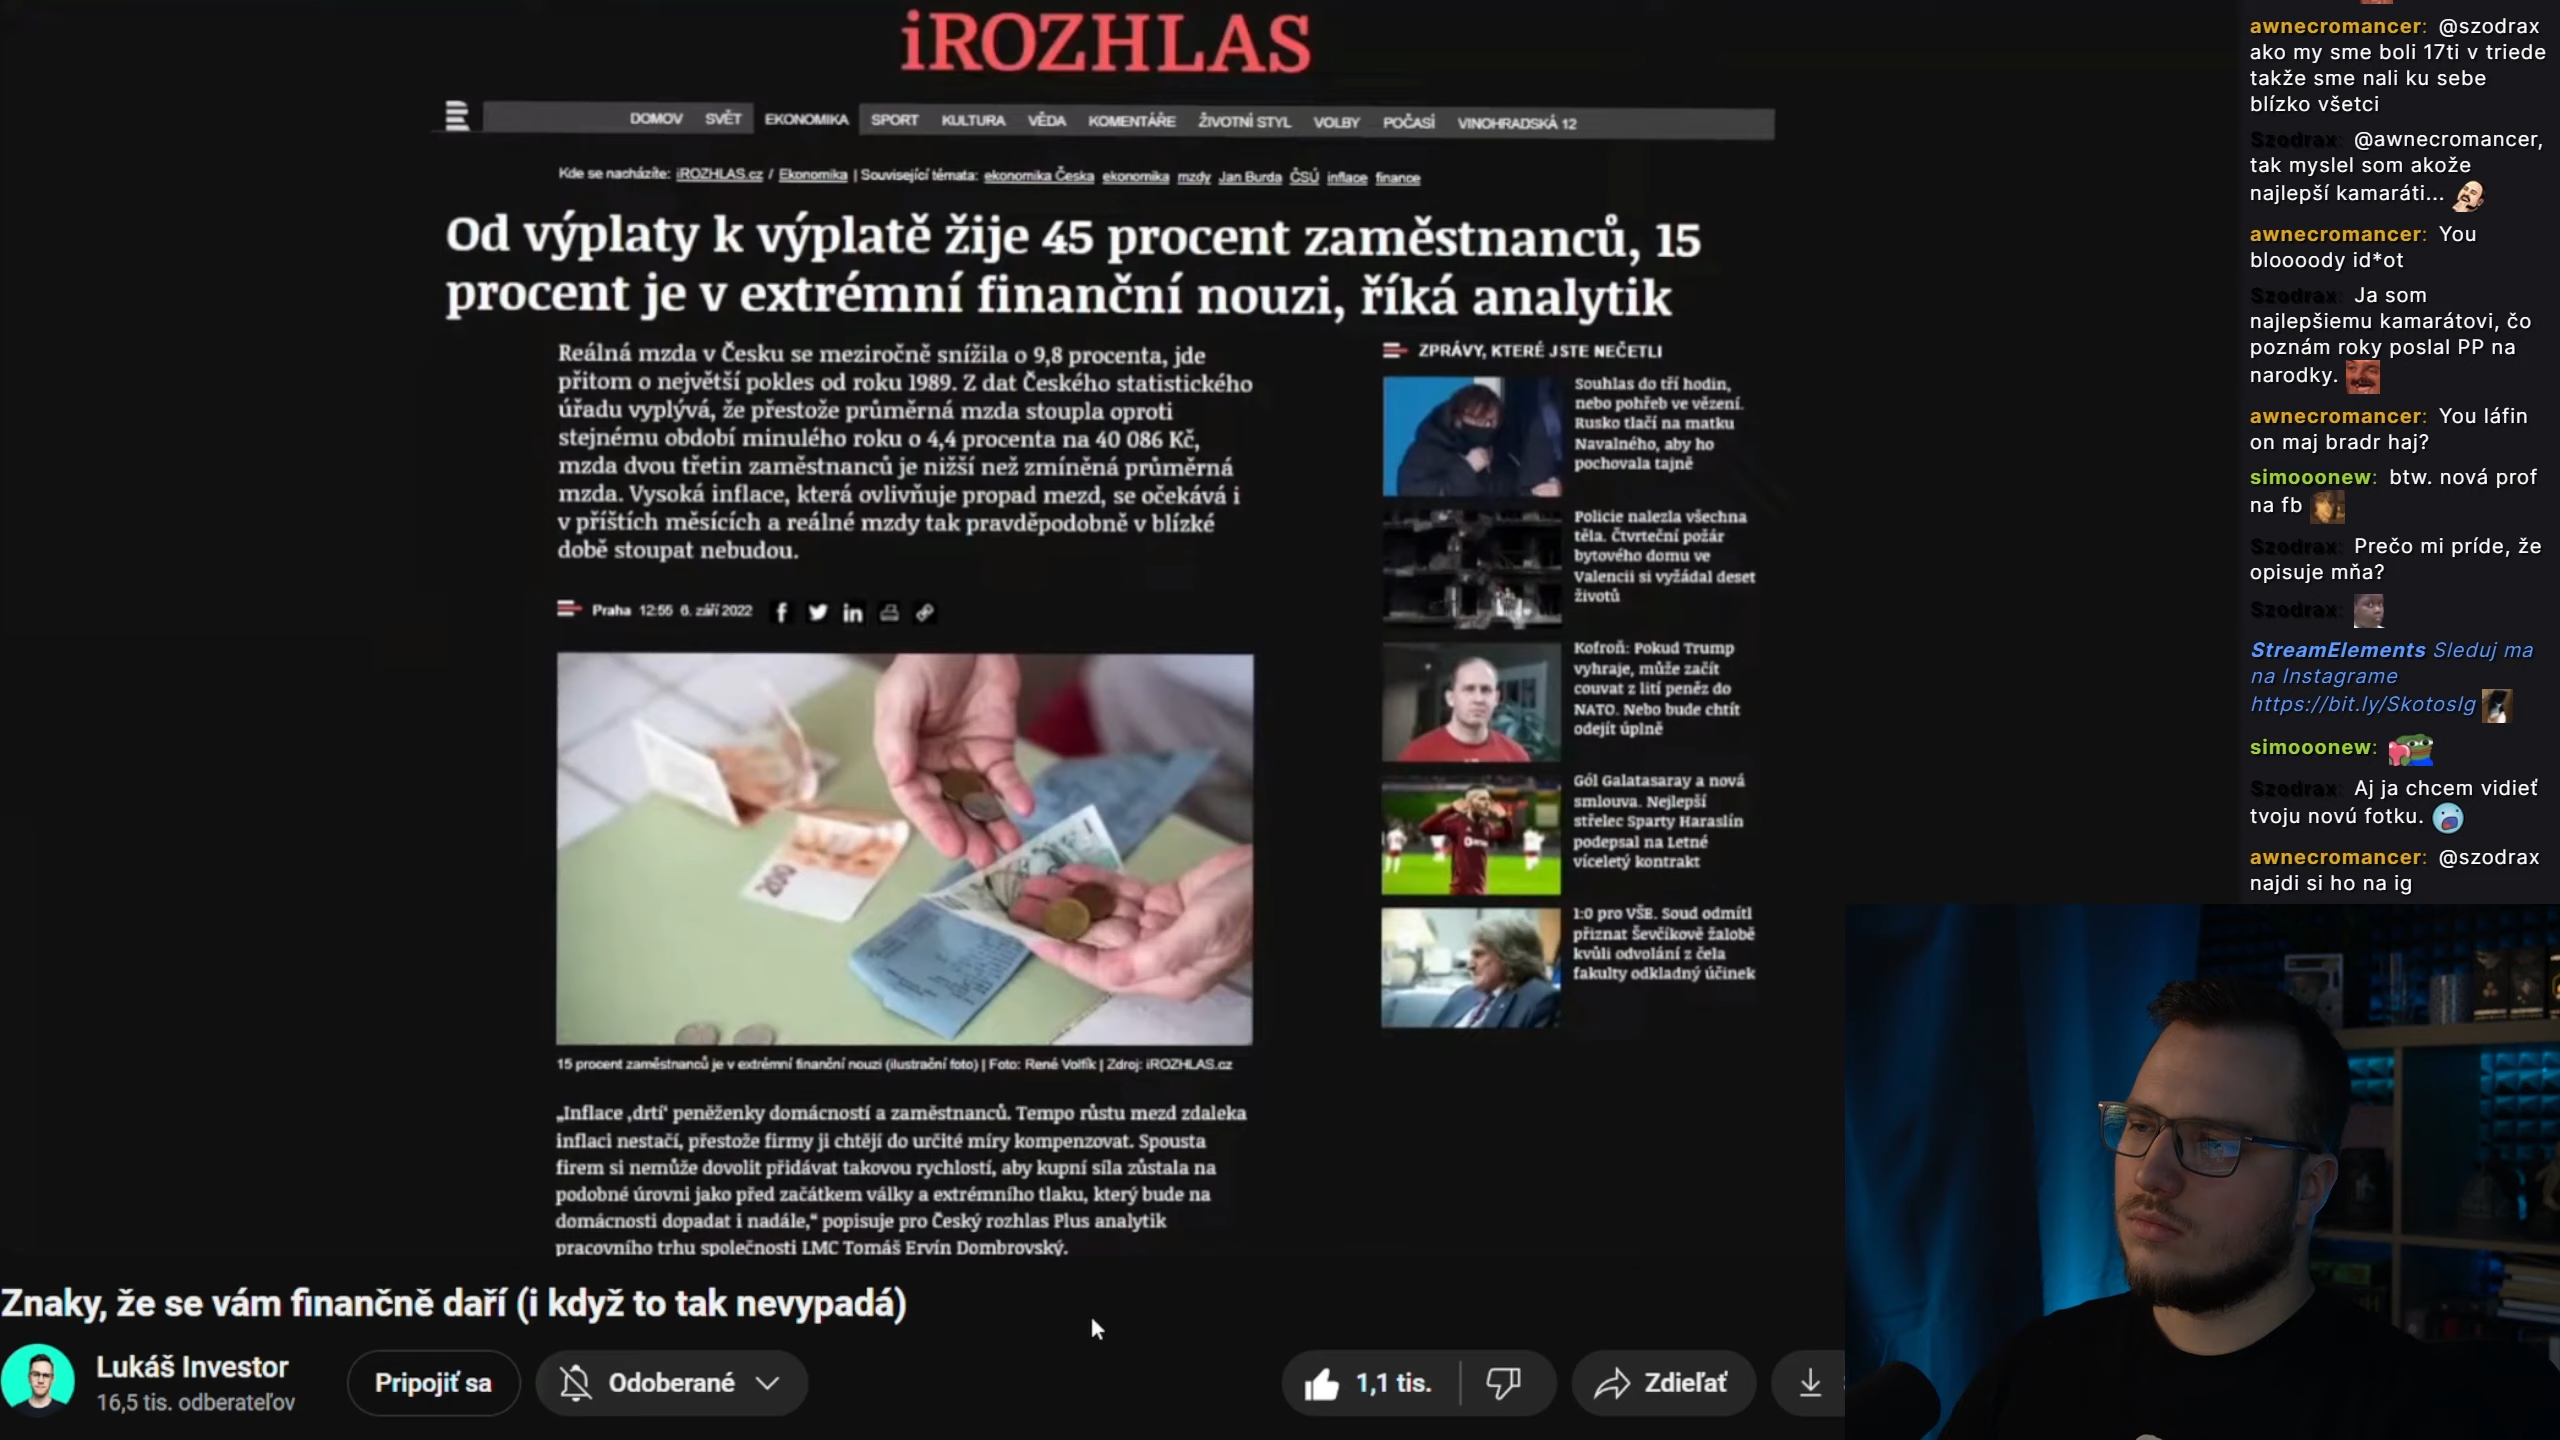 iROZHLAS
DOMOV SVĚT EKONOMIKA SPORT KULTURA VĚDA KOMENTÁŘE ŽIVOTNÍ STYL VOLBY POČASÍ VINOHRADSKÁ 12
Kde se nacházíte: iROZHLAS.cz / Ekonomika | Související témata: ekonomika Česka ekonomika mzdy Jan Burda ČSÚ inflace finance
Od výplaty k výplatě žije 45 procent zaměstnanců, 15
procent je v extrémní finanční nouzi, říká analytik
Reálná mzda v Česku se meziročně snížila o 9,8 procenta, jde
přitom o největší pokles od roku 1989. Z dat Českého statistického
úřadu vyplývá, že přestože průměrná mzda stoupla oproti
stejnému období minulého roku o 4,4 procenta na 40 086 Kč,
mzda dvou třetin zaměstnanců je nižší než zmíněná průměrná
mzda. Vysoká inflace, která ovlivňuje propad mezd, se očekává i
v příštích měsících a reálné mzdy tak pravděpodobně v blízké
době stoupat nebudou.
Praha 12:55 6. září 2022
200
15 procent zaměstnanců je v extrémní finanční nouzi (ilustrační foto) | Foto: René Volfík | Zdroj: iROZHLAS.cz
„Inflace ‚drtí‘ peněženky domácností a zaměstnanců. Tempo růstu mezd zdaleka
inflaci nestačí, přestože firmy ji chtějí do určité míry kompenzovat. Spousta
firem si nemůže dovolit přidávat takovou rychlostí, aby kupní síla zůstala na
podobné úrovni jako před začátkem války a extrémního tlaku, který bude na
domácnosti dopadat i nadále,“ popisuje pro Český rozhlas Plus analytik
pracovního trhu společnosti LMC Tomáš Ervín Dombrovský.
ZPRÁVY, KTERÉ JSTE NEČETLI
Souhlas do tří hodin,
nebo pohřeb ve vězení.
Rusko tlačí na matku
Navalného, aby ho
pochovala tajně
Policie nalezla všechna
těla. Čtvrteční požár
bytového domu ve
Valencii si vyžádal deset
životů
Kofroň: Pokud Trump
vyhraje, může začít
couvat z lití peněz do
NATO. Nebo bude chtít
odejít úplně
Gól Galatasaray a nová
smlouva. Nejlepší
střelec Sparty Haraslín
podepsal na Letné
víceletý kontrakt
1:0 pro VŠE. Soud odmítl
přiznat Ševčíkově žalobě
kvůli odvolání z čela
fakulty odkladný účinek
Znaky, že se vám finančně daří (i když to tak nevypadá)
Lukáš Investor
16,5 tis. odberateľov
Pripojiť sa
Odoberané
1,1 tis.
Zdieľať
awnecromancer: @szodrax
ako my sme boli 17ti v triede
takže sme nali ku sebe
blízko všetci
Szodrax: @awnecromancer,
tak myslel som akože
najlepší kamaráti...
awnecromancer: You
bloooody id*ot
Szodrax: Ja som
najlepšiemu kamarátovi, čo
poznám roky poslal PP na
narodky.
awnecromancer: You láfin
on maj bradr haj?
simooonew: btw. nová prof
na fb
Szodrax: Prečo mi príde, že
opisuje mňa?
Szodrax:
StreamElements Sleduj ma
na Instagrame
https://bit.ly/SkotosIg
simooonew:
Szodrax: Aj ja chcem vidieť
tvoju novú fotku.
awnecromancer: @szodrax
najdi si ho na ig